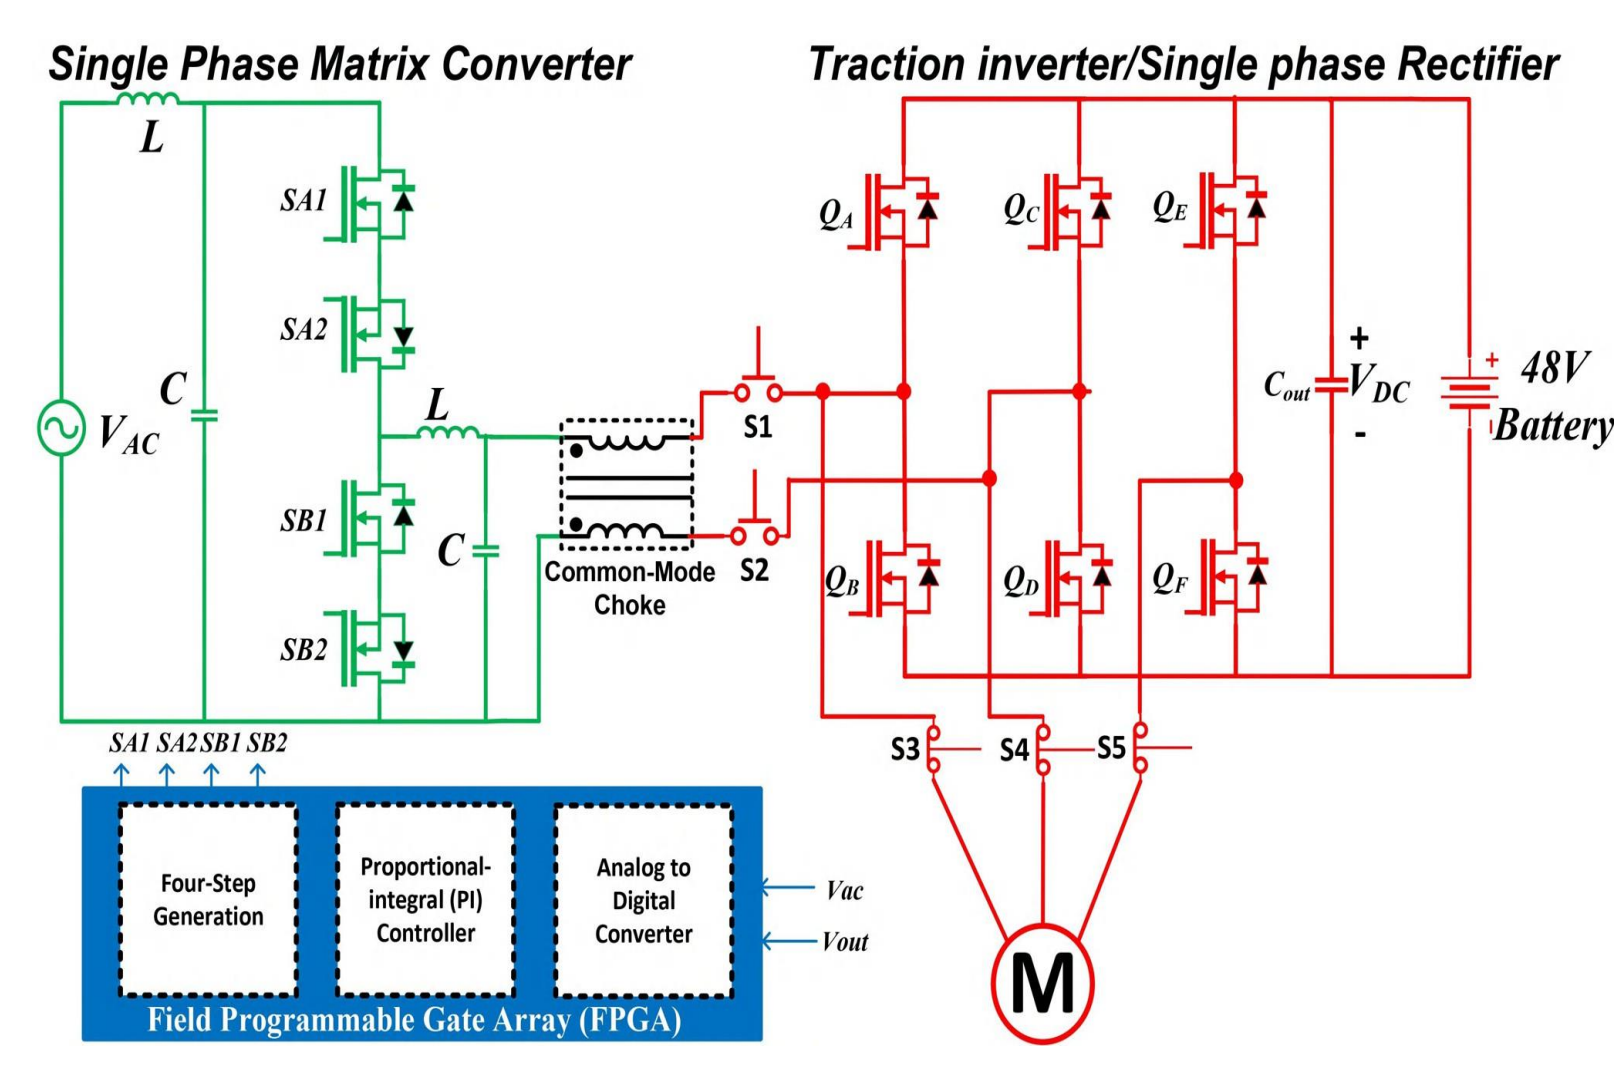 Single Phase Matrix Converter
Traction inverter/Single phase Rectifier
L
SA1
SA2
C
VAC
L
SB1
C
SB2
Common-Mode
Choke
S1
S2
QA
QC
QE
QB
QD
QF
Cout
+
VDC
-
+
48V
-
Battery
SA1 SA2 SB1 SB2
S3
S4
S5
M
Four-Step
Generation
Proportional-
integral (PI)
Controller
Analog to
Digital
Converter
Vac
Vout
Field Programmable Gate Array (FPGA)